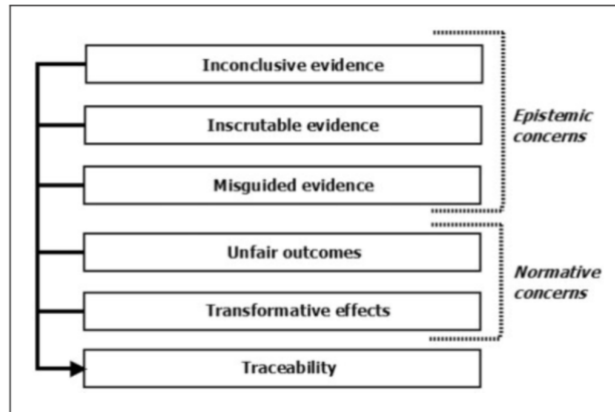 Inconclusive evidence
Inscrutable evidence
Misguided evidence
Epistemic
concerns
Unfair outcomes
Transformative effects
Normative
concerns
Traceability